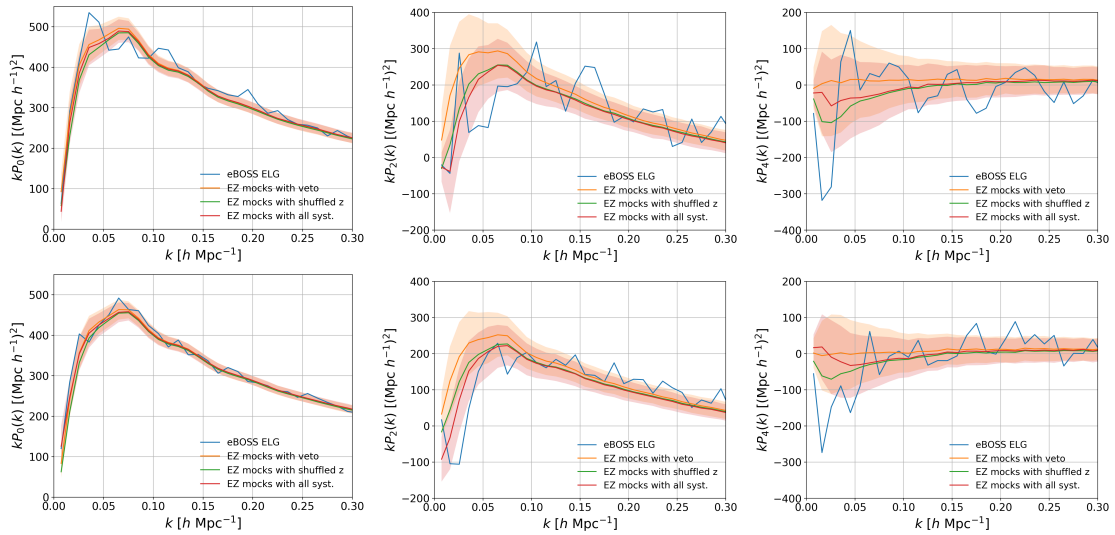 500
400
300
200
100
0
kP₀(k) [(Mpc h⁻¹)²]
0.00 0.05 0.10 0.15 0.20 0.25 0.30
k [h Mpc⁻¹]
eBOSS ELG
EZ mocks with veto
EZ mocks with shuffled z
EZ mocks with all syst.
400
300
200
100
0
−100
−200
kP₂(k) [(Mpc h⁻¹)²]
0.00 0.05 0.10 0.15 0.20 0.25 0.30
k [h Mpc⁻¹]
eBOSS ELG
EZ mocks with veto
EZ mocks with shuffled z
EZ mocks with all syst.
200
100
0
−100
−200
−300
−400
kP₄(k) [(Mpc h⁻¹)²]
0.00 0.05 0.10 0.15 0.20 0.25 0.30
k [h Mpc⁻¹]
eBOSS ELG
EZ mocks with veto
EZ mocks with shuffled z
EZ mocks with all syst.
500
400
300
200
100
0
kP₀(k) [(Mpc h⁻¹)²]
0.00 0.05 0.10 0.15 0.20 0.25 0.30
k [h Mpc⁻¹]
eBOSS ELG
EZ mocks with veto
EZ mocks with shuffled z
EZ mocks with all syst.
400
300
200
100
0
−100
−200
kP₂(k) [(Mpc h⁻¹)²]
0.00 0.05 0.10 0.15 0.20 0.25 0.30
k [h Mpc⁻¹]
eBOSS ELG
EZ mocks with veto
EZ mocks with shuffled z
EZ mocks with all syst.
200
100
0
−100
−200
−300
−400
kP₄(k) [(Mpc h⁻¹)²]
0.00 0.05 0.10 0.15 0.20 0.25 0.30
k [h Mpc⁻¹]
eBOSS ELG
EZ mocks with veto
EZ mocks with shuffled z
EZ mocks with all syst.